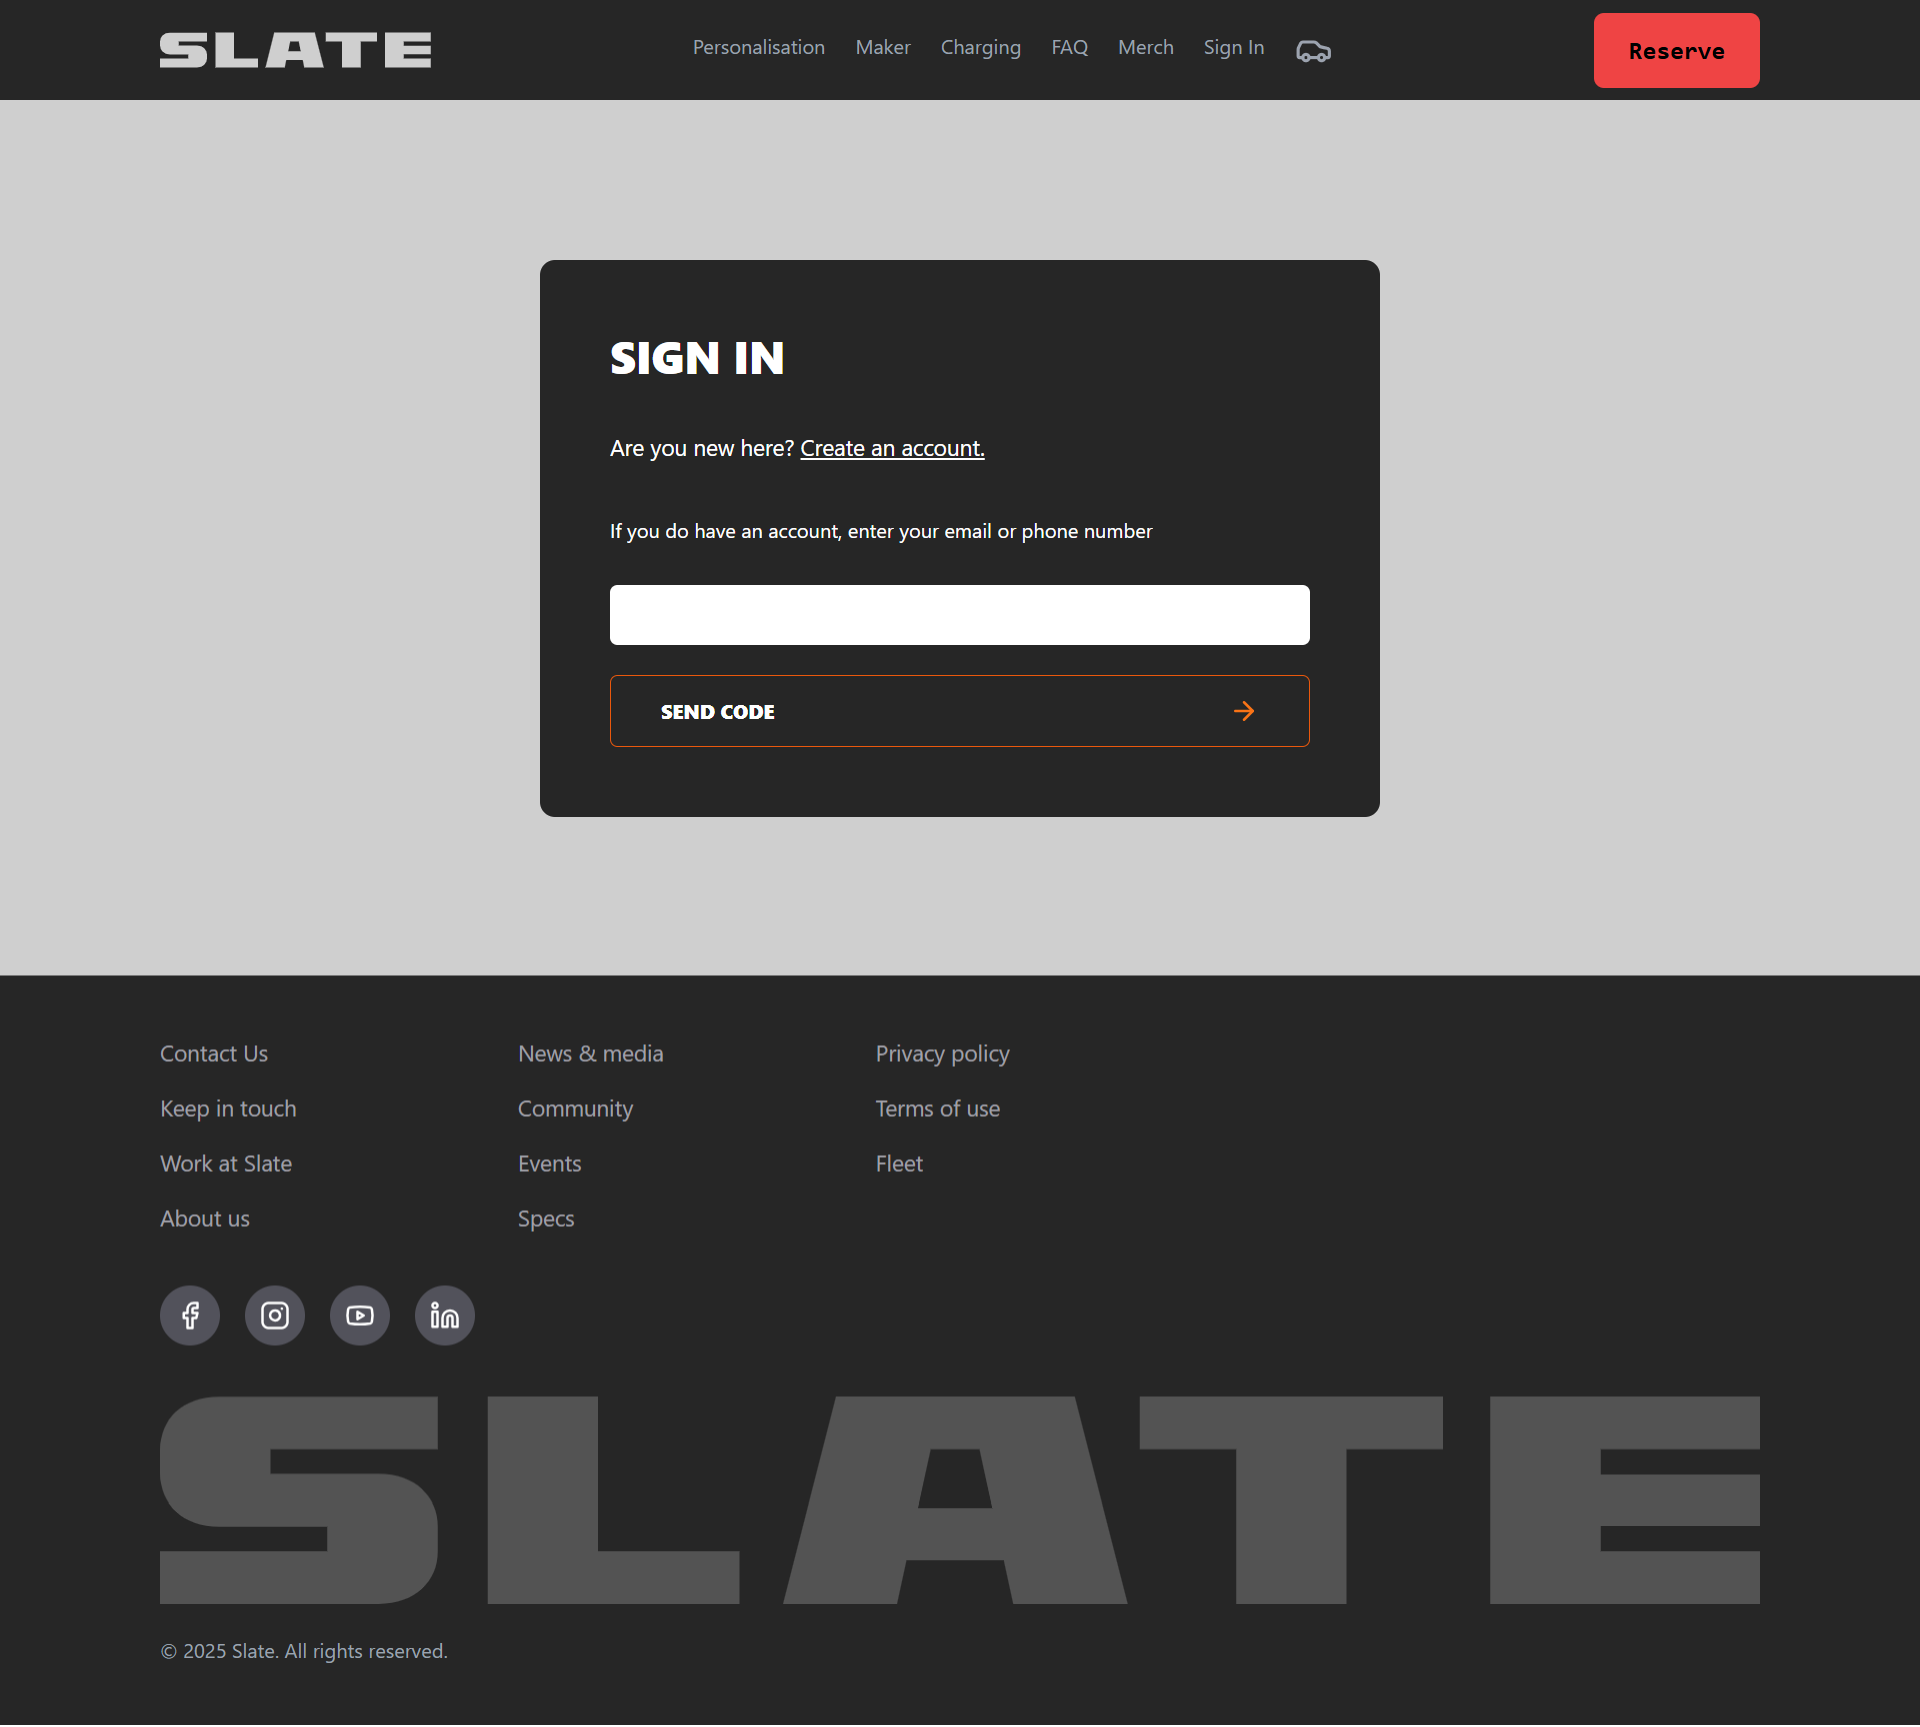 SLATE
Personalisation Maker Charging FAQ Merch Sign In
Reserve
SIGN IN
Are you new here? Create an account.
If you do have an account, enter your email or phone number
SEND CODE
Contact Us
Keep in touch
Work at Slate
About us
News & media
Community
Events
Specs
Privacy policy
Terms of use
Fleet
SLATE
© 2025 Slate. All rights reserved.